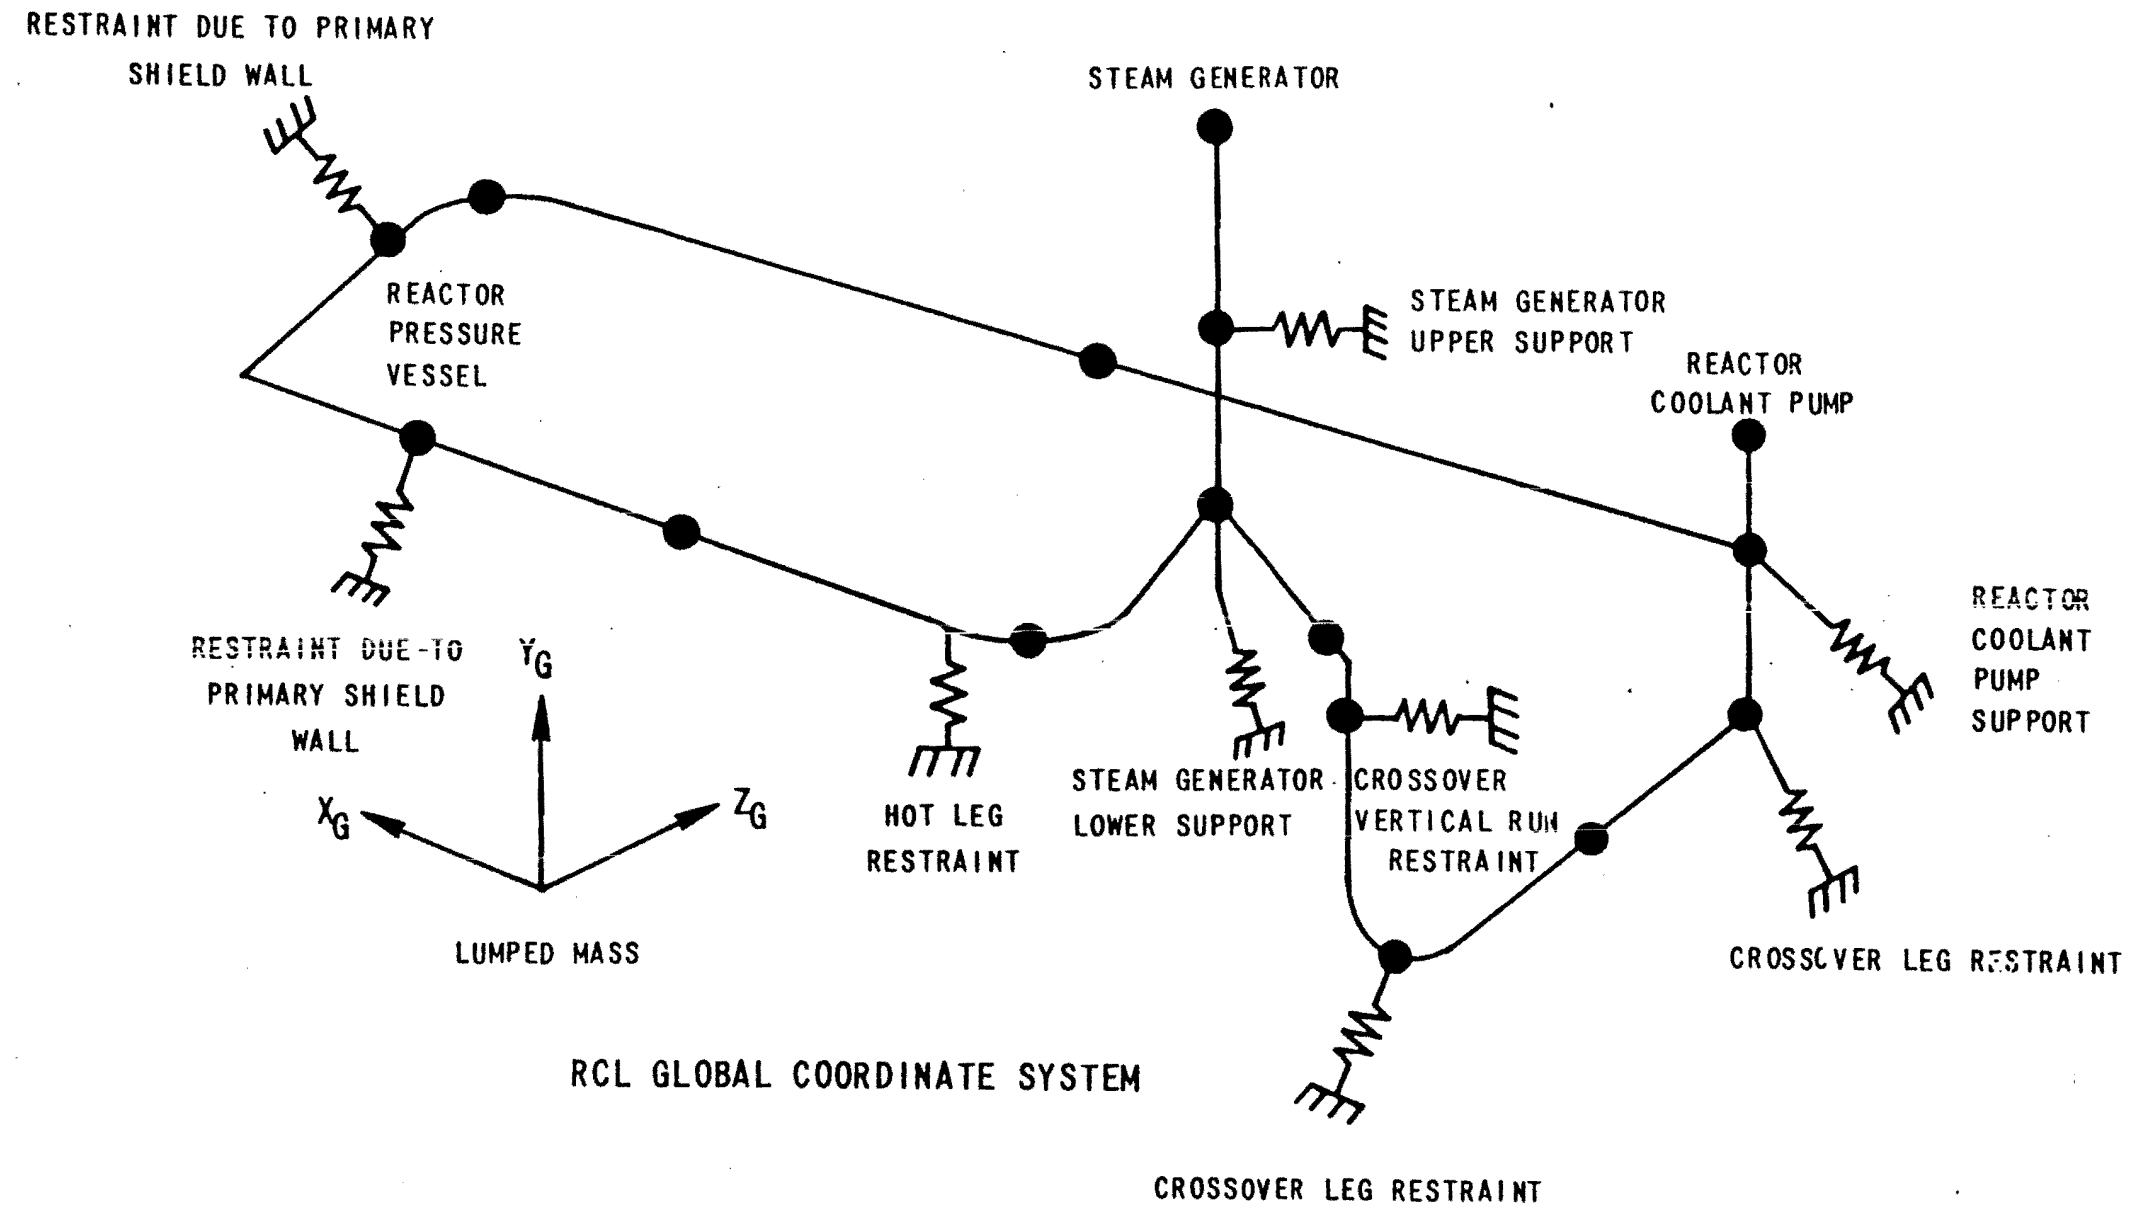 RESTRAINT DUE TO PRIMARY
SHIELD WALL
STEAM GENERATOR
REACTOR
PRESSURE
VESSEL
STEAM GENERATOR
UPPER SUPPORT
REACTOR
COOLANT PUMP
REACTOR
COOLANT
PUMP
SUPPORT
RESTRAINT DUE-TO
PRIMARY SHIELD
WALL
YG
XG
ZG
HOT LEG
RESTRAINT
STEAM GENERATOR
LOWER SUPPORT
CROSSOVER
VERTICAL RUN
RESTRAINT
LUMPED MASS
CROSSOVER LEG RESTRAINT
RCL GLOBAL COORDINATE SYSTEM
CROSSOVER LEG RESTRAINT